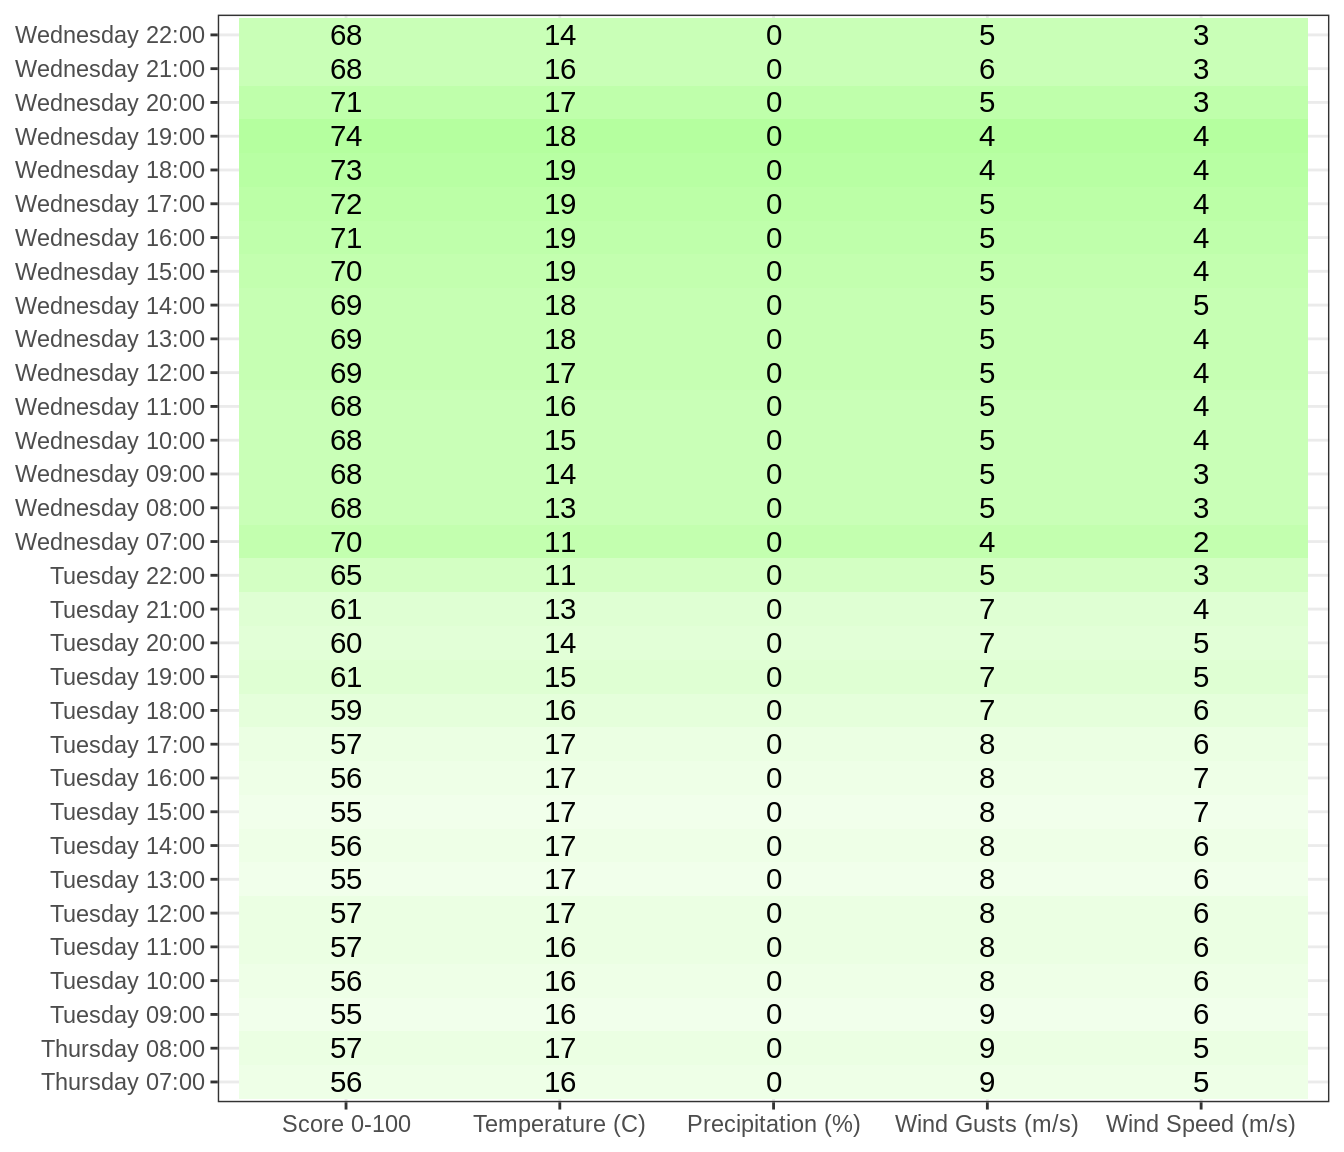 Wednesday 22:00 68 14 0 5 3
Wednesday 21:00 68 16 0 6 3
Wednesday 20:00 71 17 0 5 3
Wednesday 19:00 74 18 0 4 4
Wednesday 18:00 73 19 0 4 4
Wednesday 17:00 72 19 0 5 4
Wednesday 16:00 71 19 0 5 4
Wednesday 15:00 70 19 0 5 4
Wednesday 14:00 69 18 0 5 5
Wednesday 13:00 69 18 0 5 4
Wednesday 12:00 69 17 0 5 4
Wednesday 11:00 68 16 0 5 4
Wednesday 10:00 68 15 0 5 4
Wednesday 09:00 68 14 0 5 3
Wednesday 08:00 68 13 0 5 3
Wednesday 07:00 70 11 0 4 2
Tuesday 22:00 65 11 0 5 3
Tuesday 21:00 61 13 0 7 4
Tuesday 20:00 60 14 0 7 5
Tuesday 19:00 61 15 0 7 5
Tuesday 18:00 59 16 0 7 6
Tuesday 17:00 57 17 0 8 6
Tuesday 16:00 56 17 0 8 7
Tuesday 15:00 55 17 0 8 7
Tuesday 14:00 56 17 0 8 6
Tuesday 13:00 55 17 0 8 6
Tuesday 12:00 57 17 0 8 6
Tuesday 11:00 57 16 0 8 6
Tuesday 10:00 56 16 0 8 6
Tuesday 09:00 55 16 0 9 6
Thursday 08:00 57 17 0 9 5
Thursday 07:00 56 16 0 9 5
Score 0-100 Temperature (C) Precipitation (%) Wind Gusts (m/s) Wind Speed (m/s)